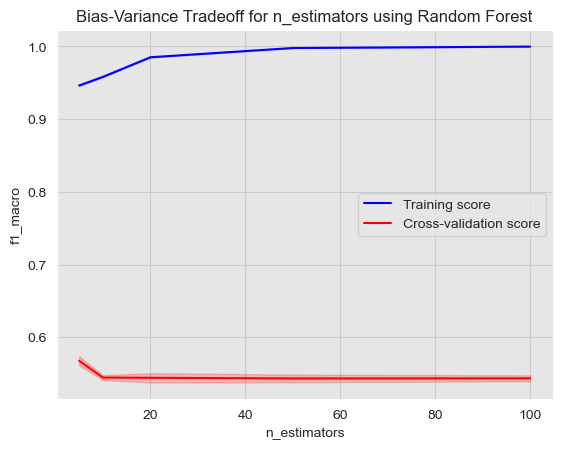 Bias-Variance Tradeoff for n_estimators using Random Forest
1.0
0.9
0.8
0.7
0.6
f1_macro
Training score
Cross-validation score
20
40
60
80
100
n_estimators